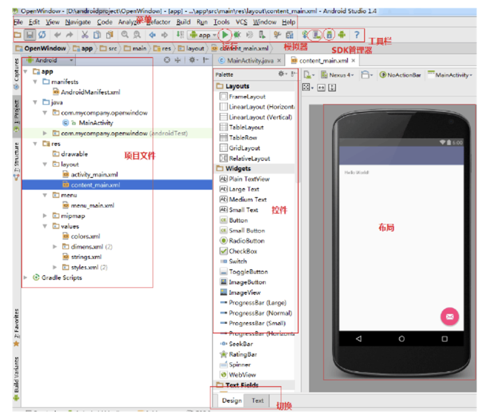 OpenWindow - [D:\androidproject\OpenWindow] - [app] - ...\app\src\main\res\layout\content_main.xml - Android Studio 1.4
File Edit View Navigate Code Analyze Refactor Build Run Tools VCS Window Help
菜单
app
运行
模拟器
工具栏
SDK管理器
OpenWindow app src main res layout content_main.xml
Android
MainActivity.java content_main.xml
Captures
1: Project
Z: Structure
2: Favorites
Build Variants
app
manifests
AndroidManifest.xml
java
com.mycompany.openwindow
MainActivity
com.mycompany.openwindow (androidTest)
res
drawable
项目文件
layout
activity_main.xml
content_main.xml
menu
menu_main.xml
mipmap
values
colors.xml
dimens.xml (2)
strings.xml
styles.xml (2)
Gradle Scripts
Palette
Layouts
FrameLayout
LinearLayout (Horizonta
LinearLayout (Vertical)
TableLayout
TableRow
GridLayout
RelativeLayout
Widgets
Plain TextView
Large Text
Medium Text
Small Text
Button
控件
Small Button
RadioButton
CheckBox
Switch
ToggleButton
ImageButton
ImageView
ProgressBar (Large)
ProgressBar (Normal)
ProgressBar (Small)
ProgressBar (Horizontal)
SeekBar
RatingBar
Spinner
WebView
Text Fields
Design Text
切换
Nexus 4 NoActionBar MainActivity
Hello World!
布局